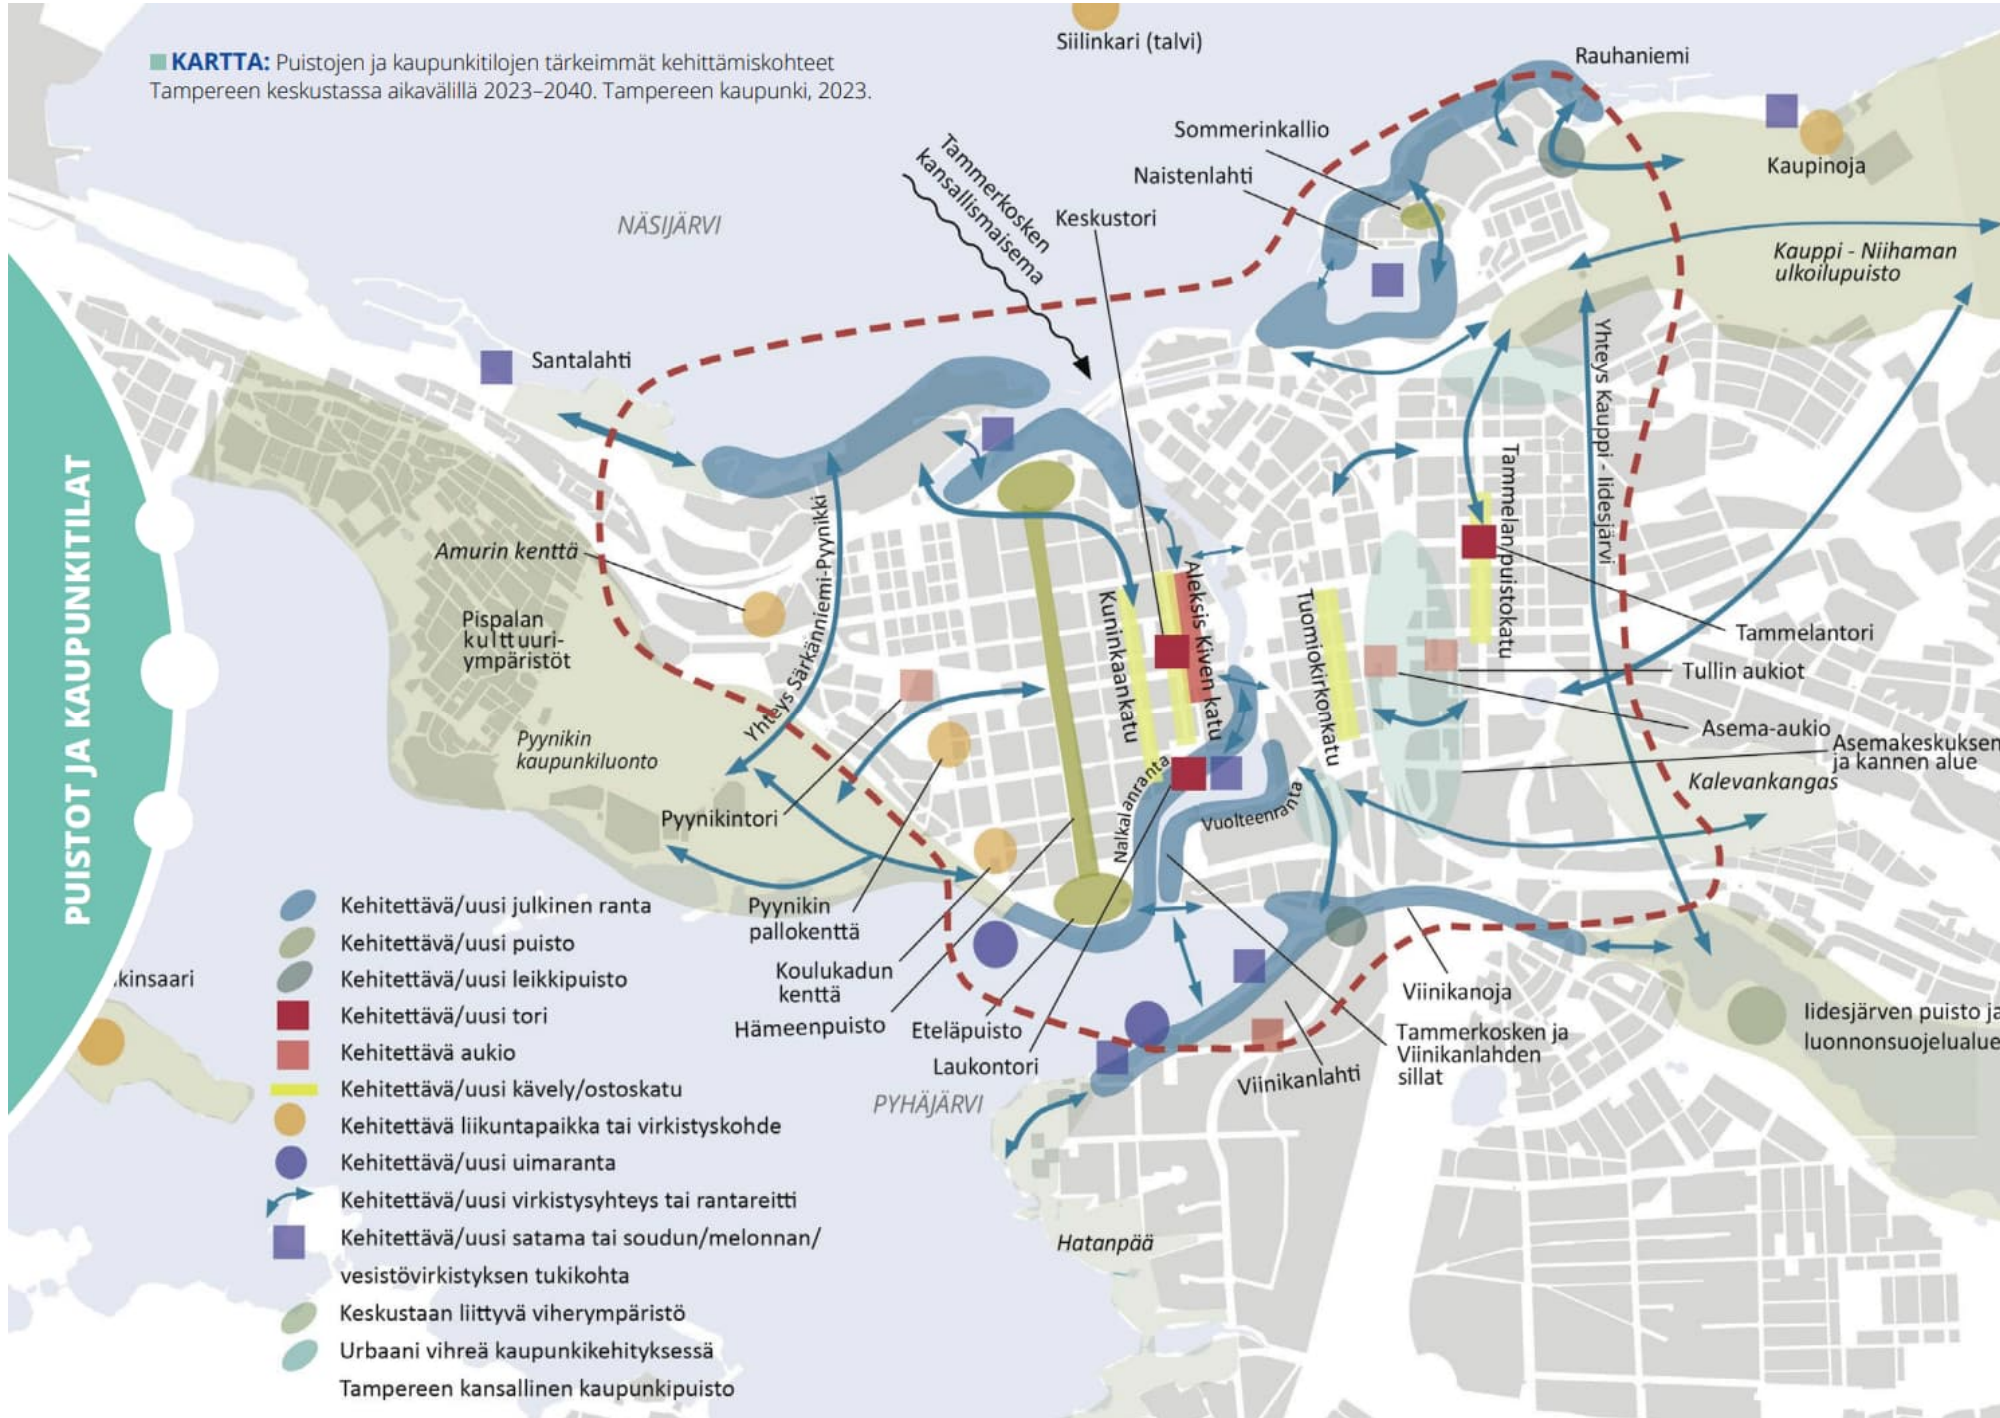 KARTTA: Puistojen ja kaupunkitilojen tärkeimmät kehittämiskohteet
Tampereen keskustassa aikavälillä 2023–2040. Tampereen kaupunki, 2023.
PUISTOT JA KAUPUNKITILAT
Siilinkari (talvi)
Rauhaniemi
Sommerinkallio
Naistenlahti
Keskustori
Kaupinoja
Tammerkosken
kansallismaisema
NÄSIJÄRVI
Kauppi - Niihaman
ulkoilupuisto
Santalahti
Yhteys Kauppi - Iidesjärvi
Tammelan puistokatu
Amurin kenttä
Yhteys Särkänniemi-Pyynikki
Pispalan
kulttuuri-
ympäristöt
Kuninkaankatu
Aleksis Kiven katu
Tuomiokirkonkatu
Tammelantori
Tullin aukiot
Asema-aukio
Asemakeskuksen
ja kannen alue
Kalevankangas
Pyynikin
kaupunkiluonto
Pyynikintori
Nalkalanranta
Vuolteenranta
Pyynikin
pallokenttä
Koulukadun
kenttä
Hämeenpuisto
Eteläpuisto
Laukontori
Viinikanoja
Tammerkosken ja
Viinikanlahden
sillat
Viinikanlahti
Iidesjärven puisto ja
luonnonsuojelualue
PYHÄJÄRVI
Hatanpää
kinsaari
Kehitettävä/uusi julkinen ranta
Kehitettävä/uusi puisto
Kehitettävä/uusi leikkipuisto
Kehitettävä/uusi tori
Kehitettävä aukio
Kehitettävä/uusi kävely/ostoskatu
Kehitettävä liikuntapaikka tai virkistyskohde
Kehitettävä/uusi uimaranta
Kehitettävä/uusi virkistysyhteys tai rantareitti
Kehitettävä/uusi satama tai soudun/melonnan/
vesistövirkistyksen tukikohta
Keskustaan liittyvä viherympäristö
Urbaani vihreä kaupunkikehityksessä
Tampereen kansallinen kaupunkipuisto